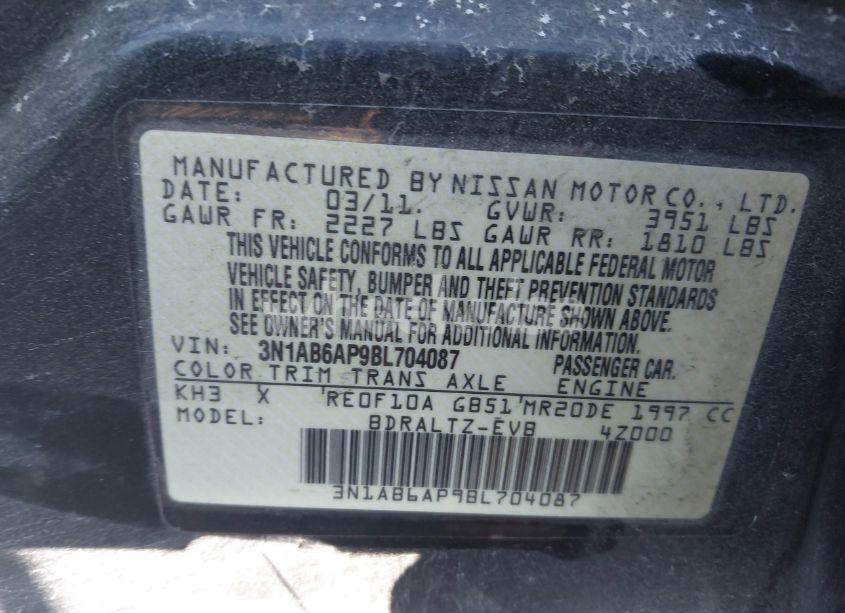 MANUFACTURED BY NISSAN MOTOR CO., LTD.
DATE: 03/11. GVWR: 3951 LBS
GAWR FR: 2227 LBS GAWR RR: 1810 LBS
THIS VEHICLE CONFORMS TO ALL APPLICABLE FEDERAL MOTOR
VEHICLE SAFETY, BUMPER AND THEFT PREVENTION STANDARDS
IN EFFECT ON THE DATE OF MANUFACTURE SHOWN ABOVE.
SEE OWNER'S MANUAL FOR ADDITIONAL INFORMATION.
VIN: 3N1AB6AP9BL704087 PASSENGER CAR.
COLOR TRIM TRANS AXLE ENGINE
KH3 X 'RE0F10A GB51'MR20DE 1997 CC
MODEL: BDRALTZ-EVB 4Z000
3N1AB6AP9BL704087